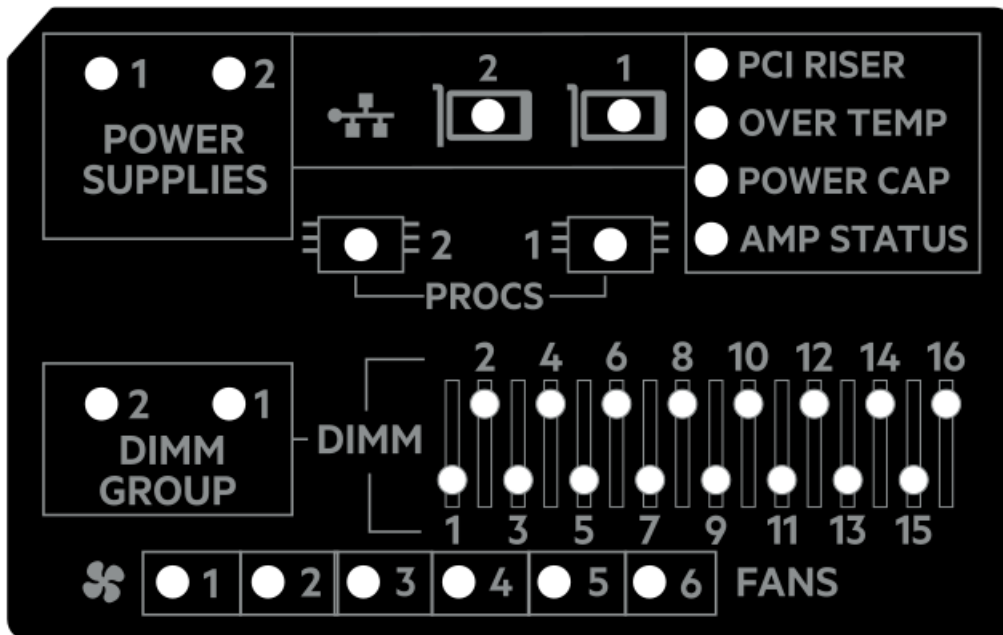 1 2
POWER
SUPPLIES
2 1
PCI RISER
OVER TEMP
POWER CAP
AMP STATUS
2 1
PROCS
2 1
DIMM
GROUP
DIMM
2 4 6 8 10 12 14 16
1 3 5 7 9 11 13 15
1 2 3 4 5 6 FANS